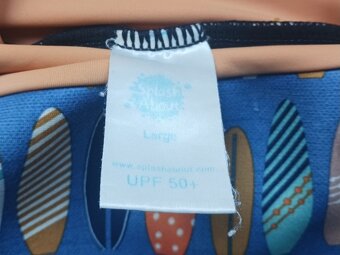 Splash
About
Large
www.splashabout.com
UPF 50+